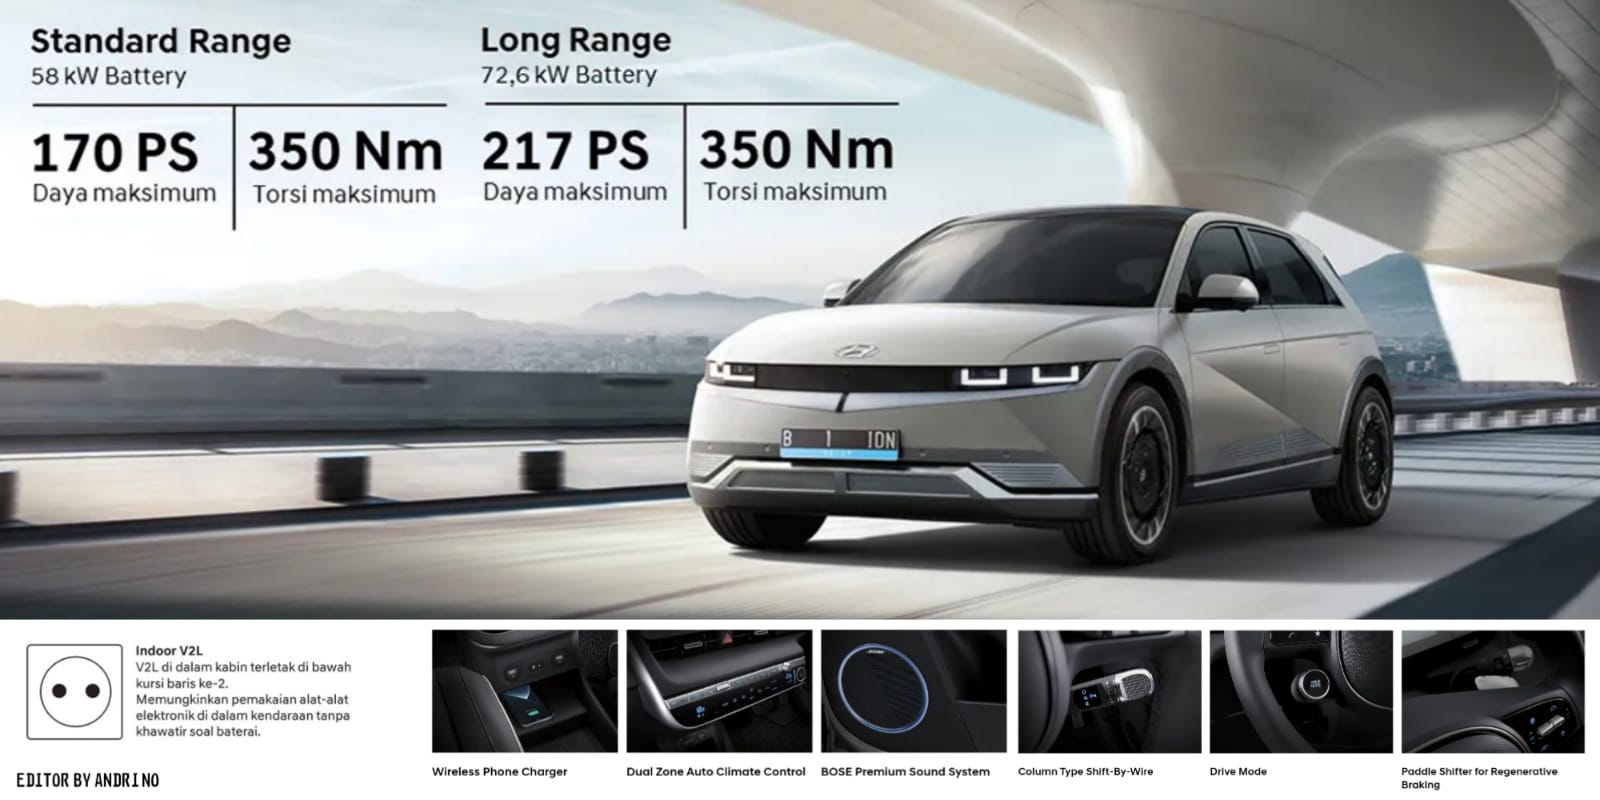 Standard Range
58 kW Battery
170 PS
Daya maksimum
350 Nm
Torsi maksimum
Long Range
72,6 kW Battery
217 PS
Daya maksimum
350 Nm
Torsi maksimum
B 1 ION
Indoor V2L
V2L di dalam kabin terletak di bawah
kursi baris ke-2.
Memungkinkan pemakaian alat-alat
elektronik di dalam kendaraan tanpa
khawatir soal baterai.
EDITOR BY ANDRINO
Wireless Phone Charger
Dual Zone Auto Climate Control
BOSE Premium Sound System
Column Type Shift-By-Wire
Drive Mode
Paddle Shifter for Regenerative
Braking